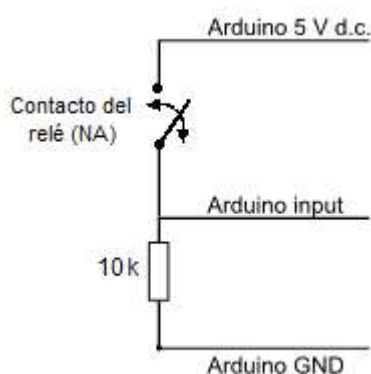 Arduino 5 V d.c.
Contacto del
relé (NA)
Arduino input
10k
Arduino GND